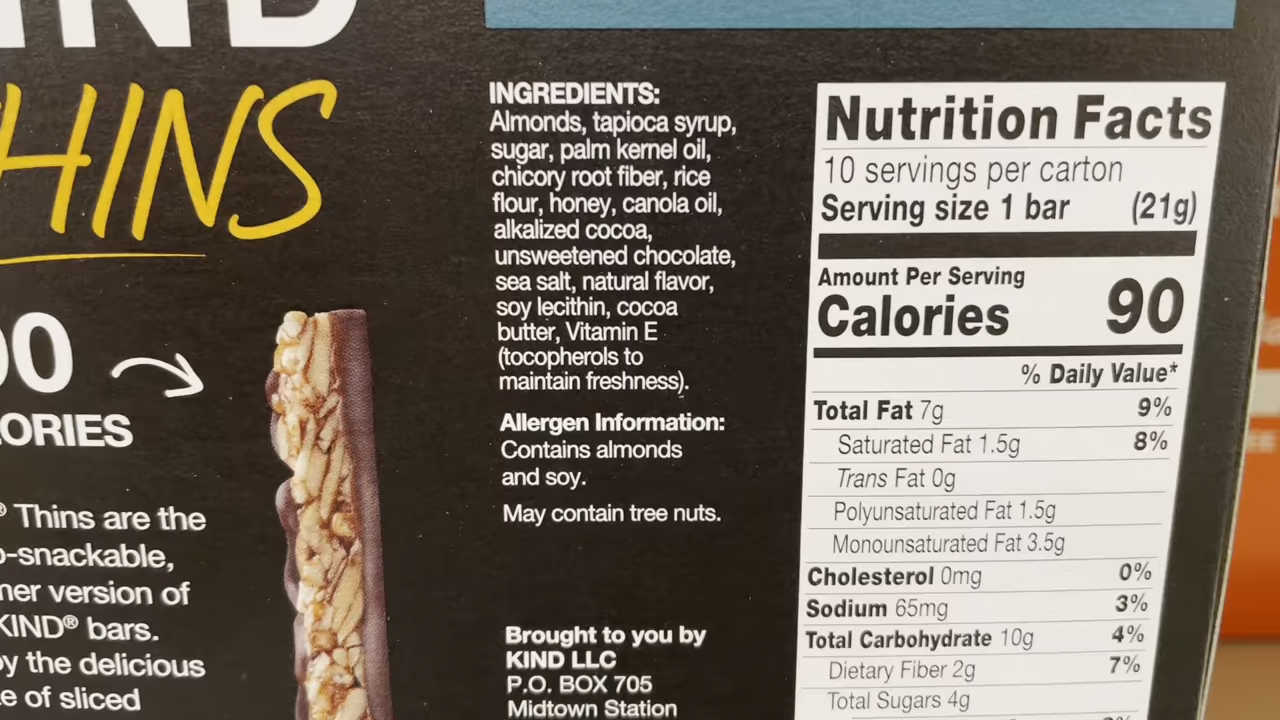 IND
HINS
00
ORIES
® Thins are the
-snackable,
ner version of
KIND® bars.
y the delicious
e of sliced
INGREDIENTS:
Almonds, tapioca syrup,
sugar, palm kernel oil,
chicory root fiber, rice
flour, honey, canola oil,
alkalized cocoa,
unsweetened chocolate,
sea salt, natural flavor,
soy lecithin, cocoa
butter, Vitamin E
(tocopherols to
maintain freshness).
Allergen Information:
Contains almonds
and soy.
May contain tree nuts.
Brought to you by
KIND LLC
P.O. BOX 705
Midtown Station
Nutrition Facts
10 servings per carton
Serving size 1 bar (21g)
Amount Per Serving
Calories 90
% Daily Value*
Total Fat 7g 9%
Saturated Fat 1.5g 8%
Trans Fat 0g
Polyunsaturated Fat 1.5g
Monounsaturated Fat 3.5g
Cholesterol 0mg 0%
Sodium 65mg 3%
Total Carbohydrate 10g 4%
Dietary Fiber 2g 7%
Total Sugars 4g